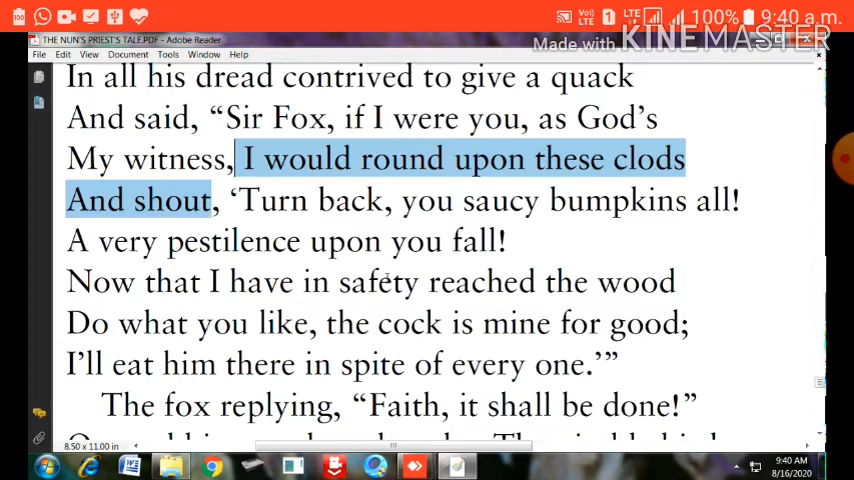 100 Vo) LTE 1 LTE 100% 9:40 a.m.
THE NUN'S PRIEST'S TALE.PDF - Adobe Reader
Made with KINEMASTER
File Edit View Document Tools Window Help
In all his dread contrived to give a quack
And said, “Sir Fox, if I were you, as God’s
My witness, I would round upon these clods
And shout, ‘Turn back, you saucy bumpkins all!
A very pestilence upon you fall!
Now that I have in safety reached the wood
Do what you like, the cock is mine for good;
I’ll eat him there in spite of every one.’”
The fox replying, “Faith, it shall be done!”
8.50 x 11.00 in
9:40 AM
8/16/2020